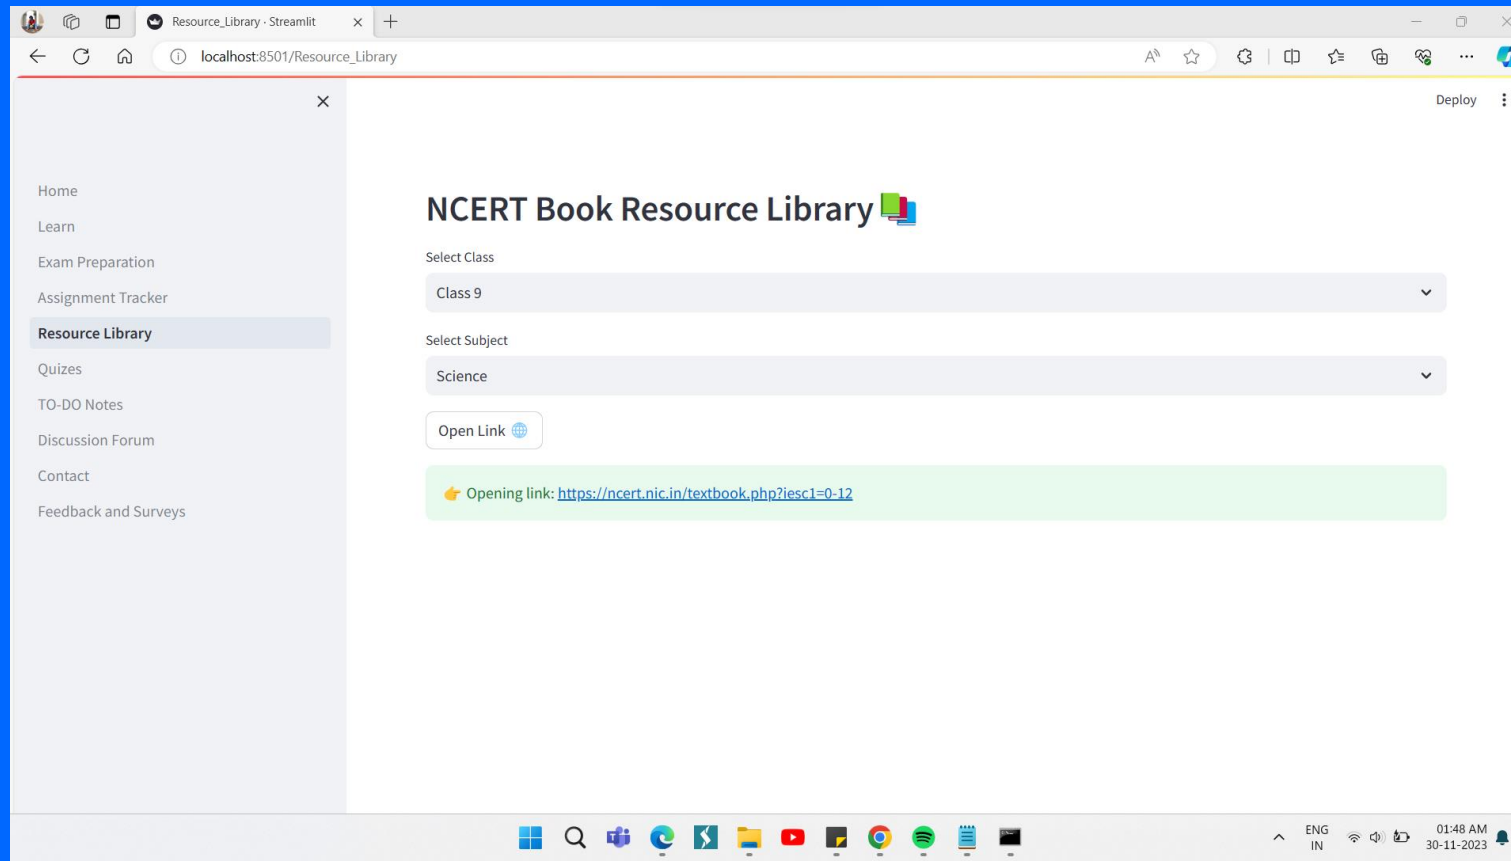 Resource_Library · Streamlit
localhost:8501/Resource_Library
Deploy
Home
Learn
Exam Preparation
Assignment Tracker
Resource Library
Quizes
TO-DO Notes
Discussion Forum
Contact
Feedback and Surveys
NCERT Book Resource Library
Select Class
Class 9
Select Subject
Science
Open Link
Opening link: https://ncert.nic.in/textbook.php?iesc1=0-12
ENG
IN
01:48 AM
30-11-2023